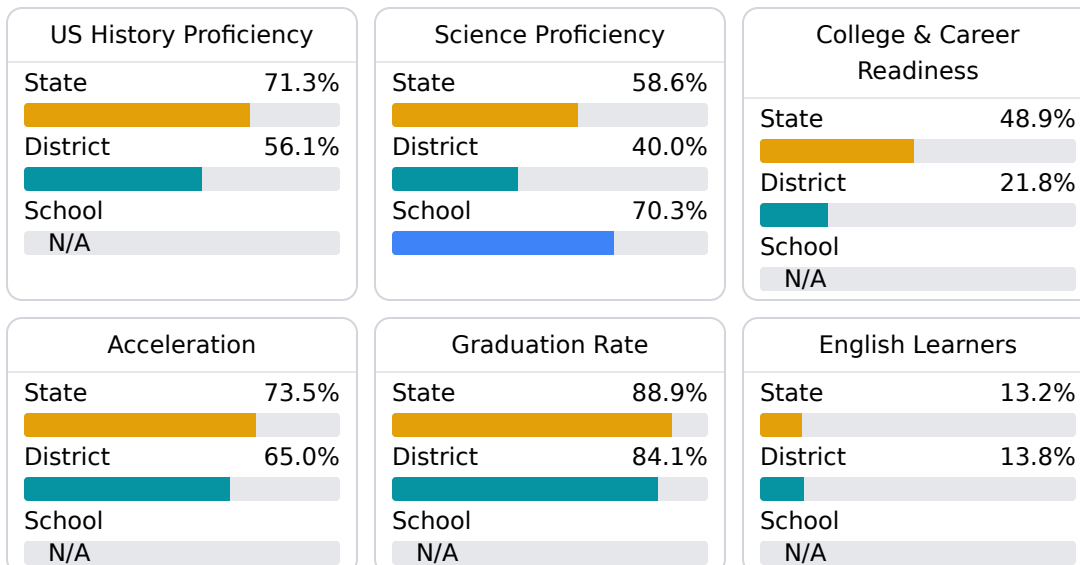 US History Proficiency
State 71.3%
District 56.1%
School
N/A
Science Proficiency
State 58.6%
District 40.0%
School 70.3%
College & Career
Readiness
State 48.9%
District 21.8%
School
N/A
Acceleration
State 73.5%
District 65.0%
School
N/A
Graduation Rate
State 88.9%
District 84.1%
School
N/A
English Learners
State 13.2%
District 13.8%
School
N/A